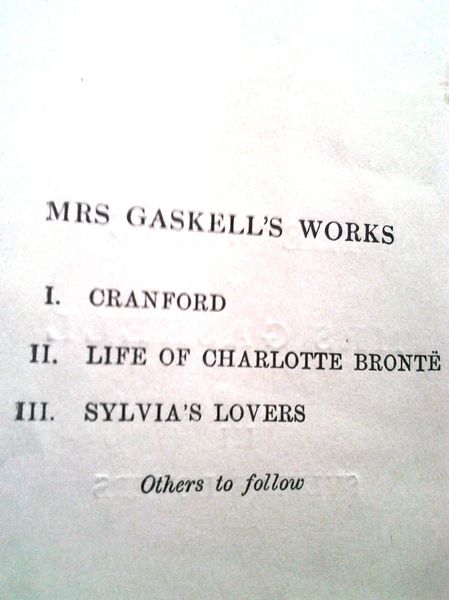 MRS GASKELL'S WORKS
I. CRANFORD
II. LIFE OF CHARLOTTE BRONTË
III. SYLVIA'S LOVERS
Others to follow